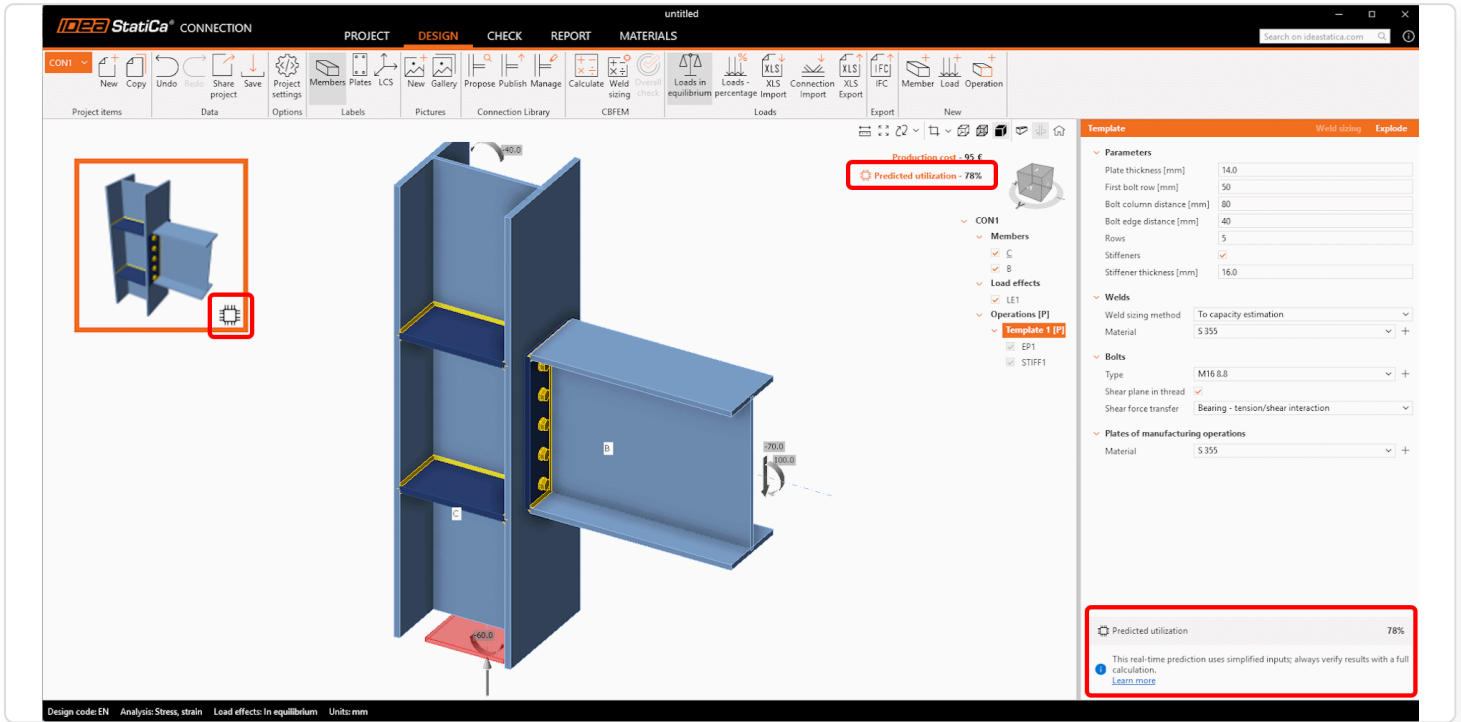 untitled
IDEA StatiCa® CONNECTION
PROJECT DESIGN CHECK REPORT MATERIALS
Search on ideastatica.com
CON1
New Copy Undo Redo Share project Save Project settings Members Plates LCS New Gallery Propose Publish Manage Calculate Weld sizing Overall check Loads in equilibrium Loads - percentage XLS Import Connection Import XLS Export IFC Member Load Operation
Project items Data Options Labels Pictures Connection Library CBFEM Loads Export New
Production cost - 95 €
Predicted utilization - 78%
-40.0
B
C
-70.0
100.0
-60.0
CON1
Members
C
B
Load effects
LE1
Operations [P]
Template 1 [P]
EP1
STIFF1
Template Weld sizing Explode
Parameters
Plate thickness [mm] 14.0
First bolt row [mm] 50
Bolt column distance [mm] 80
Bolt edge distance [mm] 40
Rows 5
Stiffeners
Stiffener thickness [mm] 16.0
Welds
Weld sizing method To capacity estimation
Material S 355
Bolts
Type M16 8.8
Shear plane in thread
Shear force transfer Bearing - tension/shear interaction
Plates of manufacturing operations
Material S 355
Predicted utilization 78%
This real-time prediction uses simplified inputs; always verify results with a full
calculation.
Learn more
Design code: EN Analysis: Stress, strain Load effects: In equilibrium Units: mm